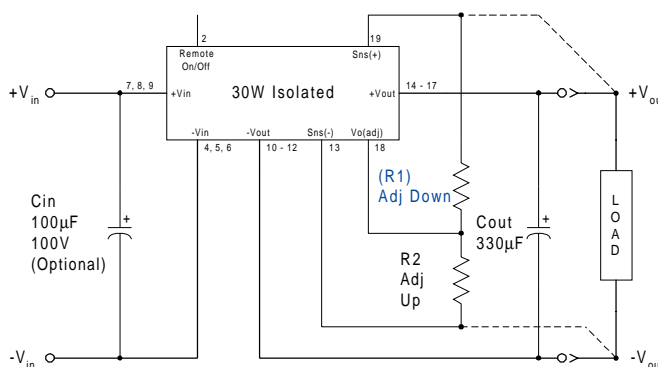 2
19
Remote
On/Off
Sns(+)
7, 8, 9
+Vin
30W Isolated
+Vout
14 - 17
+Vin
+Vou
-Vin
-Vout
Sns(-)
Vo(adj)
4, 5, 6
10 - 12
13
18
(R1)
Adj Down
Cin
100µF
100V
(Optional)
+
R2
Adj
Up
Cout
330µF
+
L
O
A
D
-Vin
-Vou